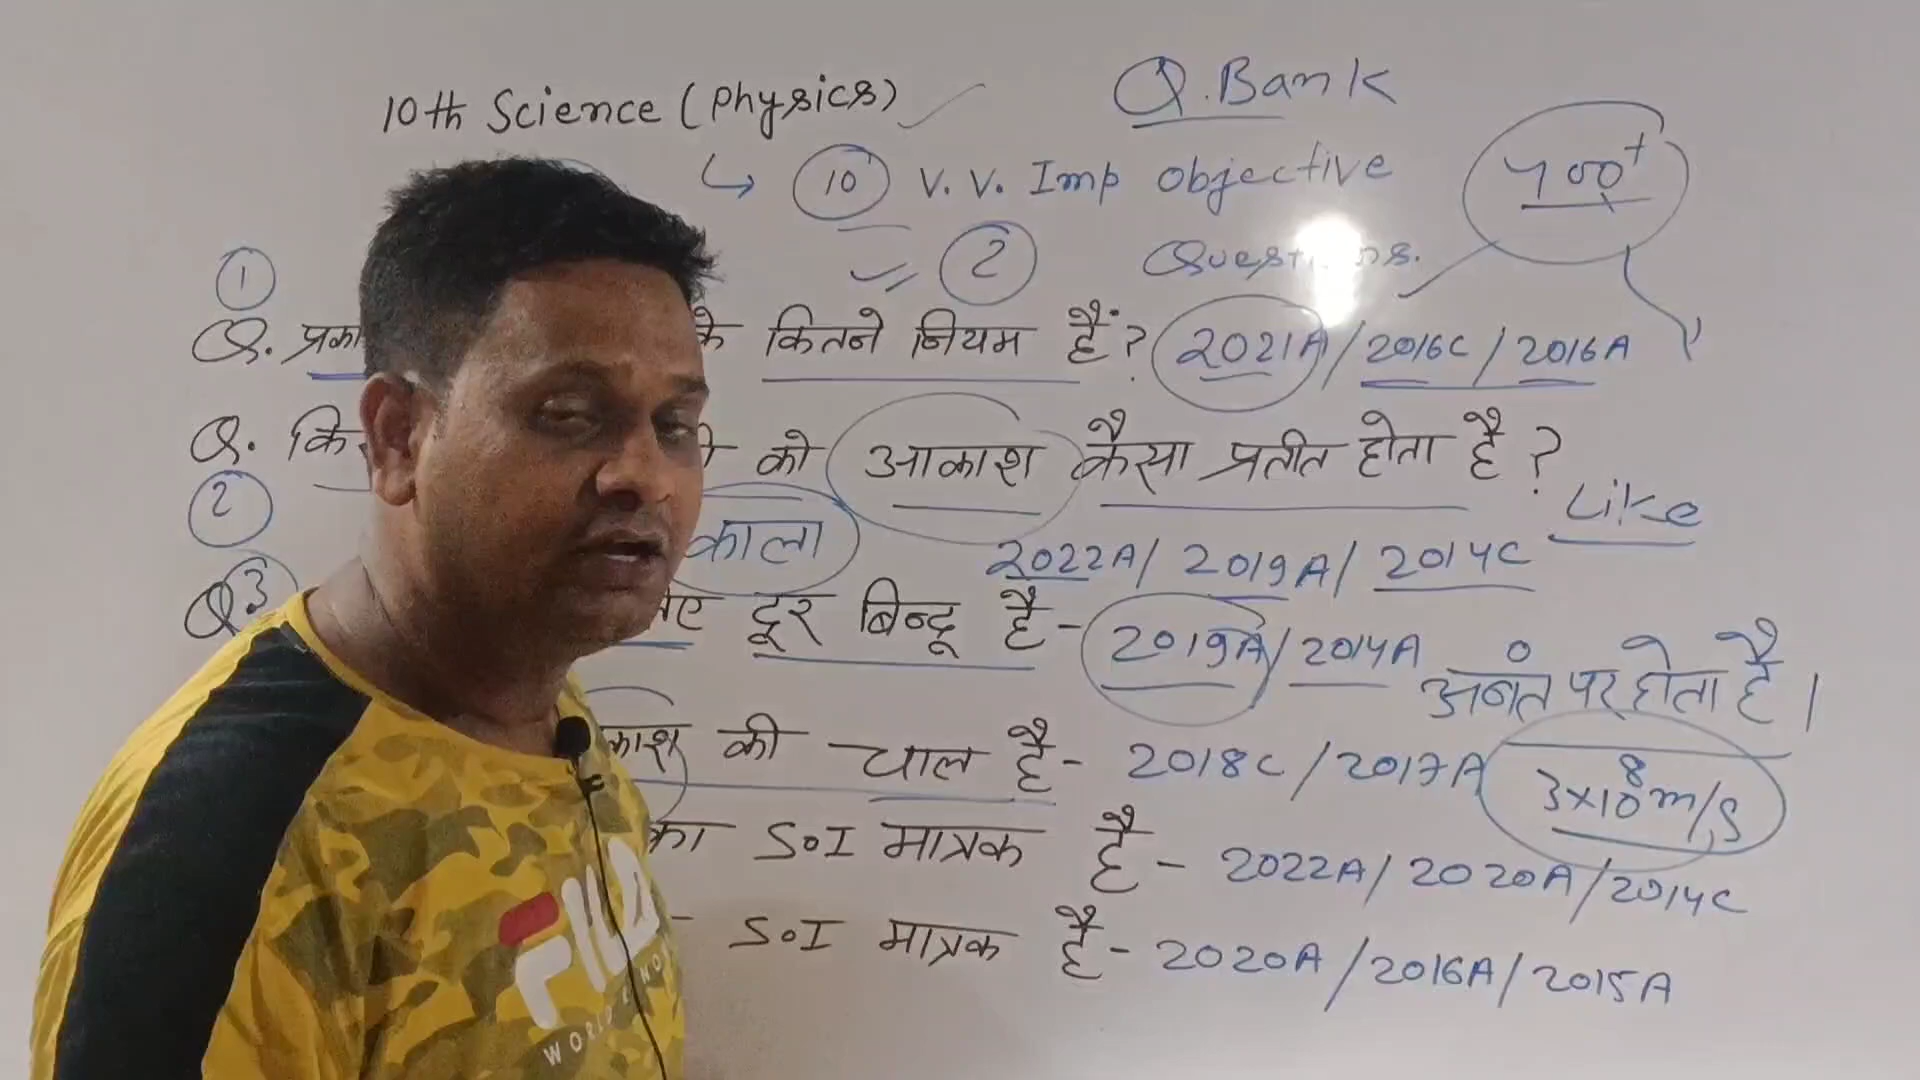 10th Science (Physics) Q. Bank
→ 10 V. V. Imp objective 400+
2 Questions.
1
Q. प्रका के कितने नियम हैं? 2021A/2016C/2016A
Q. को आकाश कैसा प्रतीत होता है?
2 काला 2022A/2019A/2014C Like
Q3 दूर बिन्दू है- 2019A/2014A अनंत पर होता है।
की चाल है- 2018C/2017A 3×10⁸m/s
का S.I मात्रक है- 2022A/2020A/2014C
S.I मात्रक है- 2020A/2016A/2015A
FILA